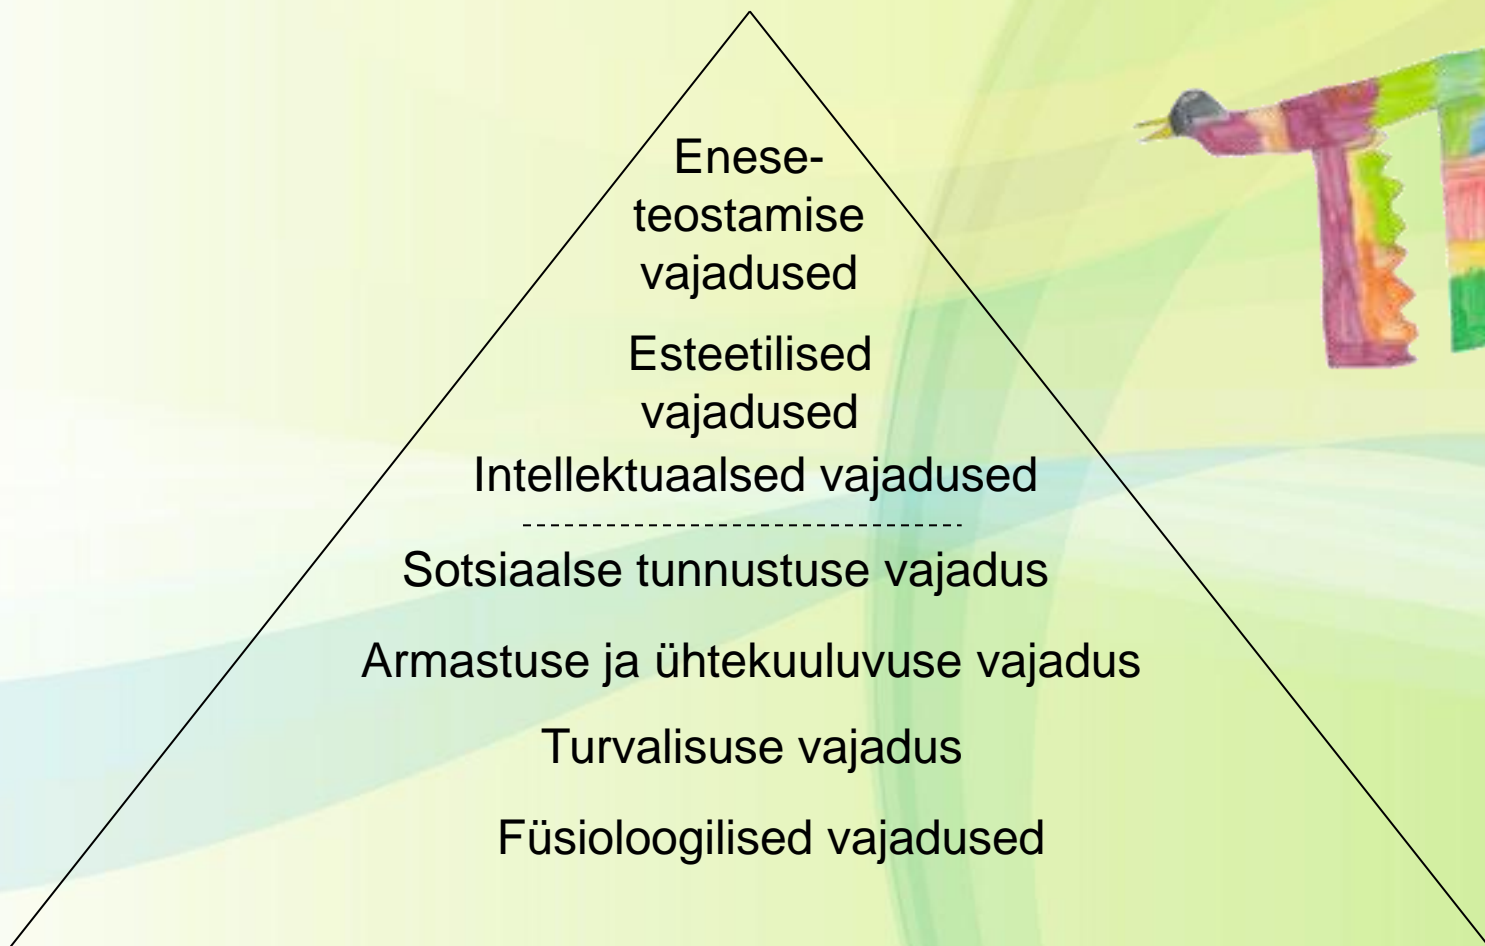 Enese-
teostamise
vajadused
Esteetilised
vajadused
Intellektuaalsed vajadused
Sotsiaalse tunnustuse vajadus
Armastuse ja ühtekuuluvuse vajadus
Turvalisuse vajadus
Füsioloogilised vajadused